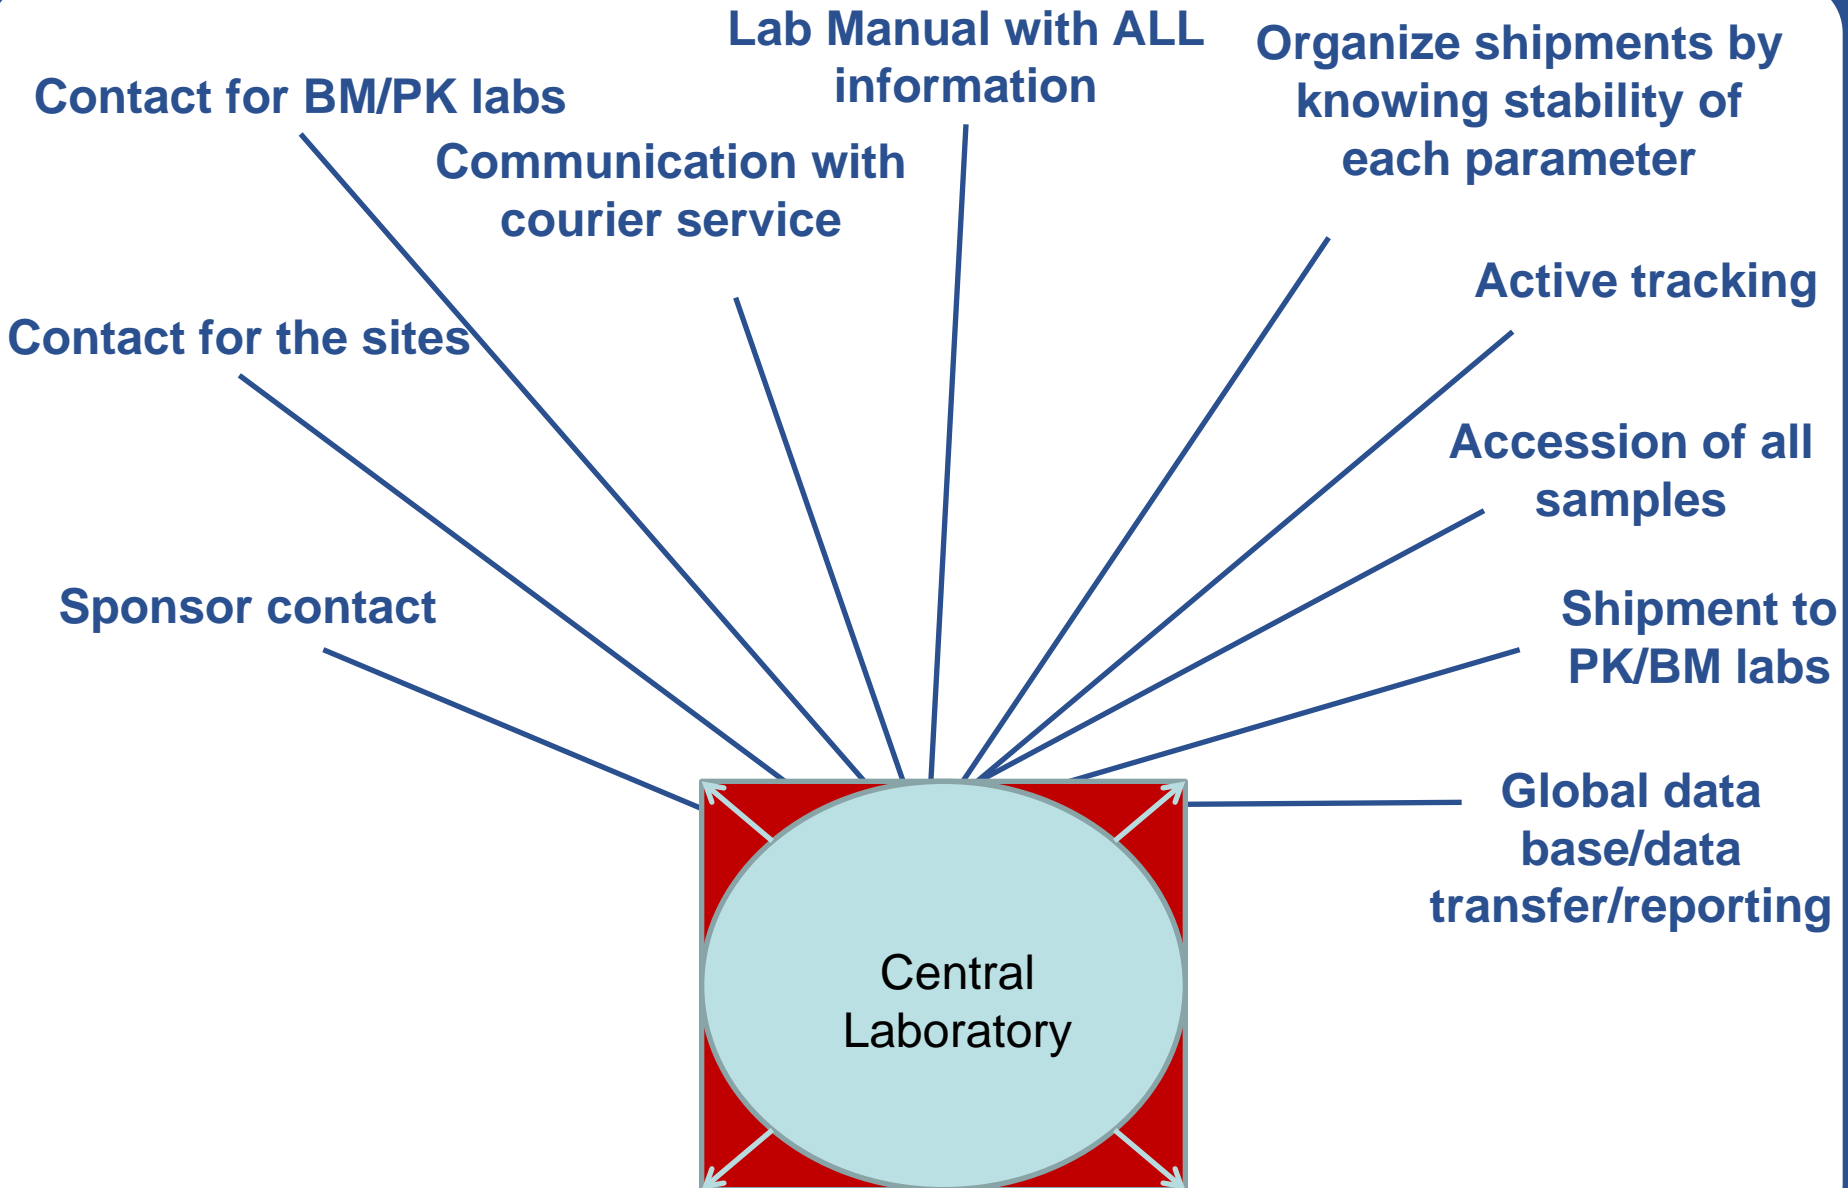 Lab Manual with ALL
information
Organize shipments by
knowing stability of
each parameter
Contact for BM/PK labs
Communication with
courier service
Active tracking
Contact for the sites
Accession of all
samples
Sponsor contact
Shipment to
PK/BM labs
Global data
base/data
transfer/reporting
Central
Laboratory